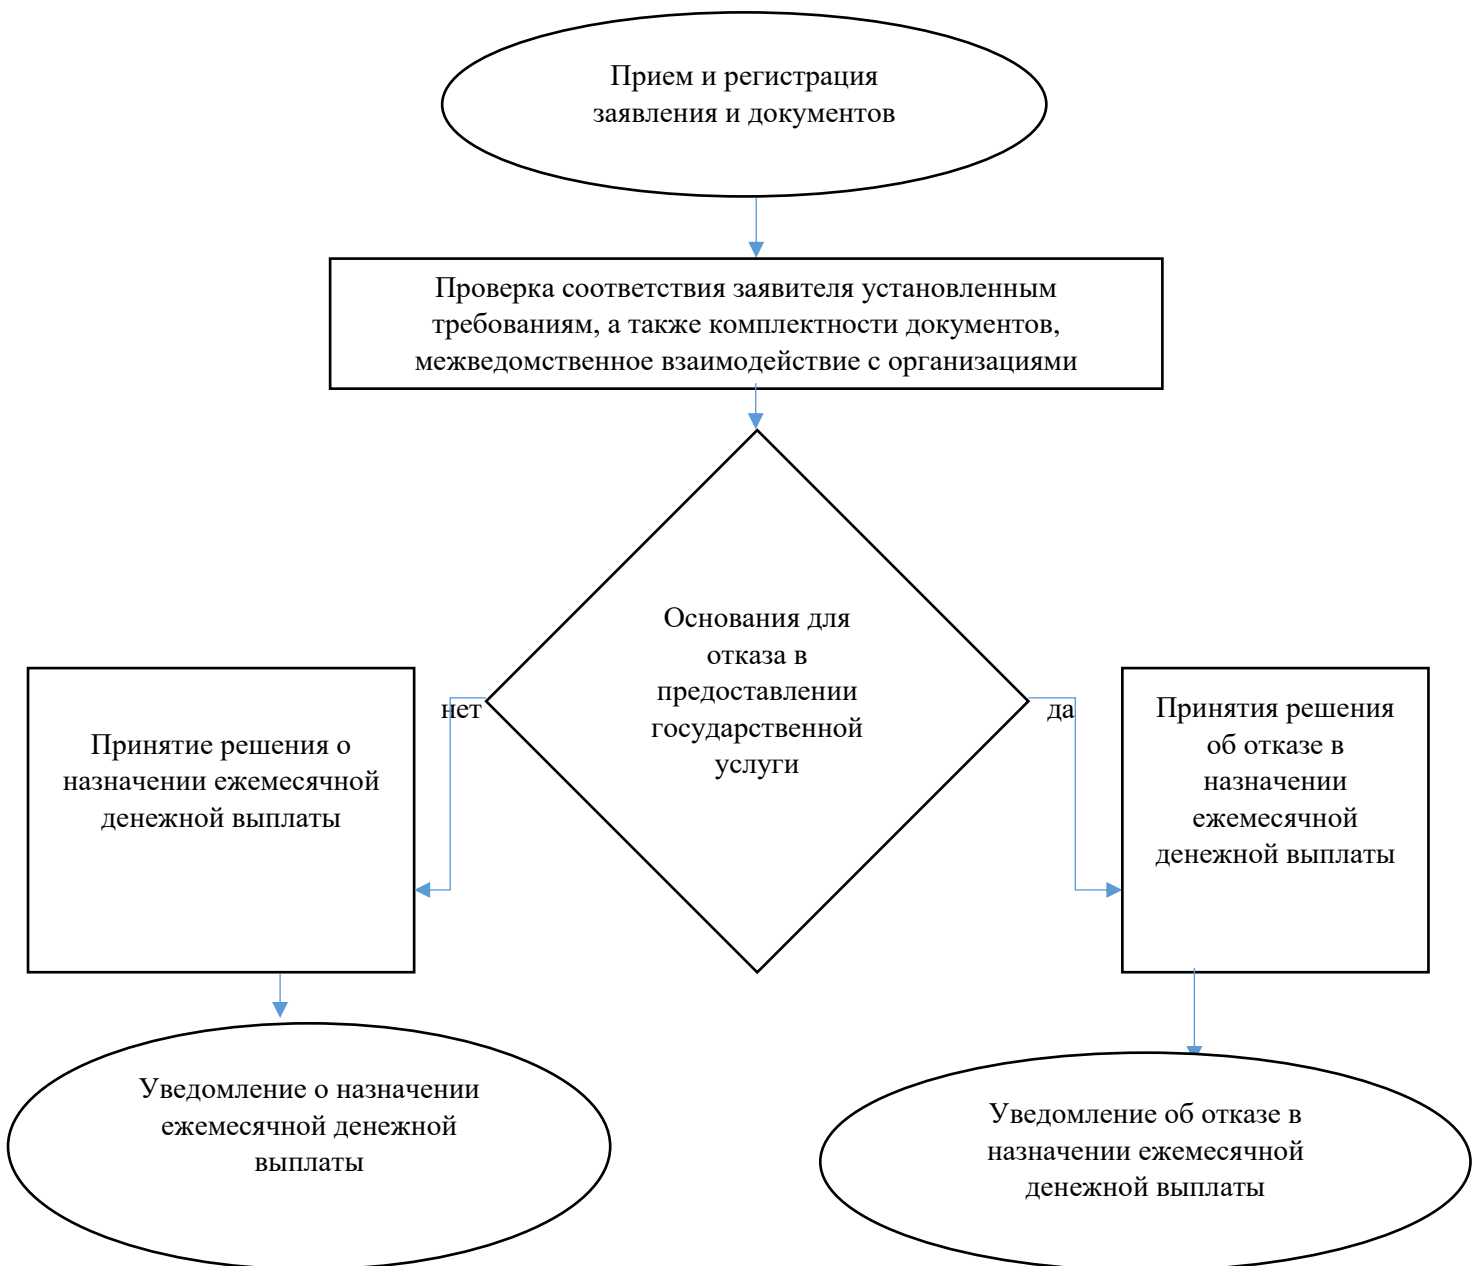 Прием и регистрация
заявления и документов
Проверка соответствия заявителя установленным
требованиям, а также комплектности документов,
межведомственное взаимодействие с организациями
Основания для
отказа в
предоставлении
государственной
услуги
нет
да
Принятие решения о
назначении ежемесячной
денежной выплаты
Принятия решения
об отказе в
назначении
ежемесячной
денежной выплаты
Уведомление о назначении
ежемесячной денежной
выплаты
Уведомление об отказе в
назначении ежемесячной
денежной выплаты